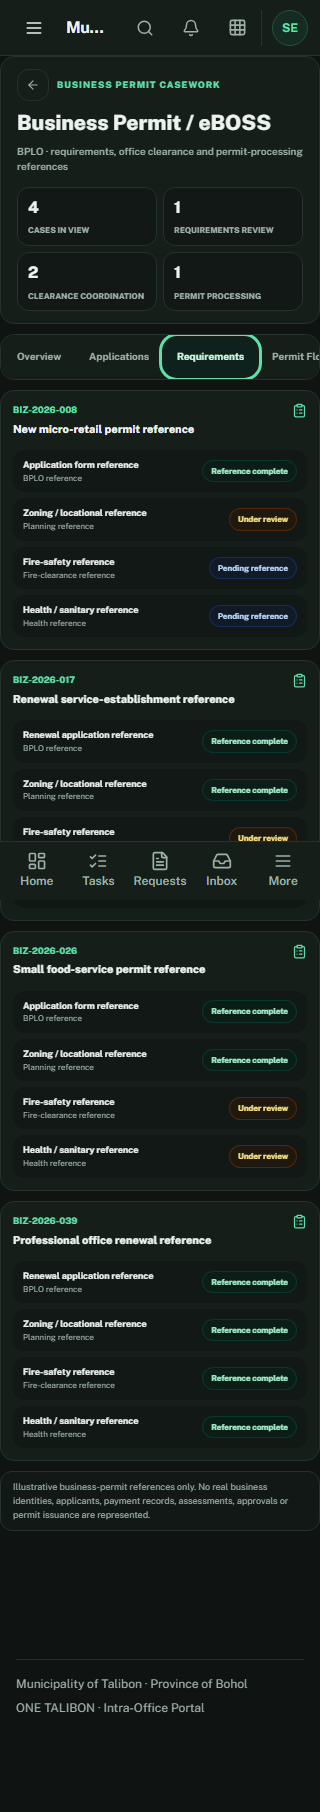 Mu...
SE
BUSINESS PERMIT CASEWORK
Business Permit / eBOSS
BPLO · requirements, office clearance and permit-processing
references
4
CASES IN VIEW
1
REQUIREMENTS REVIEW
2
CLEARANCE COORDINATION
1
PERMIT PROCESSING
Overview Applications Requirements Permit Flo
BIZ-2026-008
New micro-retail permit reference
Application form reference
BPLO reference
Reference complete
Zoning / locational reference
Planning reference
Under review
Fire-safety reference
Fire-clearance reference
Pending reference
Health / sanitary reference
Health reference
Pending reference
BIZ-2026-017
Renewal service-establishment reference
Renewal application reference
BPLO reference
Reference complete
Zoning / locational reference
Planning reference
Reference complete
Fire-safety reference
Under review
Home Tasks Requests Inbox More
BIZ-2026-026
Small food-service permit reference
Application form reference
BPLO reference
Reference complete
Zoning / locational reference
Planning reference
Reference complete
Fire-safety reference
Fire-clearance reference
Under review
Health / sanitary reference
Health reference
Under review
BIZ-2026-039
Professional office renewal reference
Renewal application reference
BPLO reference
Reference complete
Zoning / locational reference
Planning reference
Reference complete
Fire-safety reference
Fire-clearance reference
Reference complete
Health / sanitary reference
Health reference
Reference complete
Illustrative business-permit references only. No real business
identities, applicants, payment records, assessments, approvals or
permit issuance are represented.
Municipality of Talibon · Province of Bohol
ONE TALIBON · Intra-Office Portal